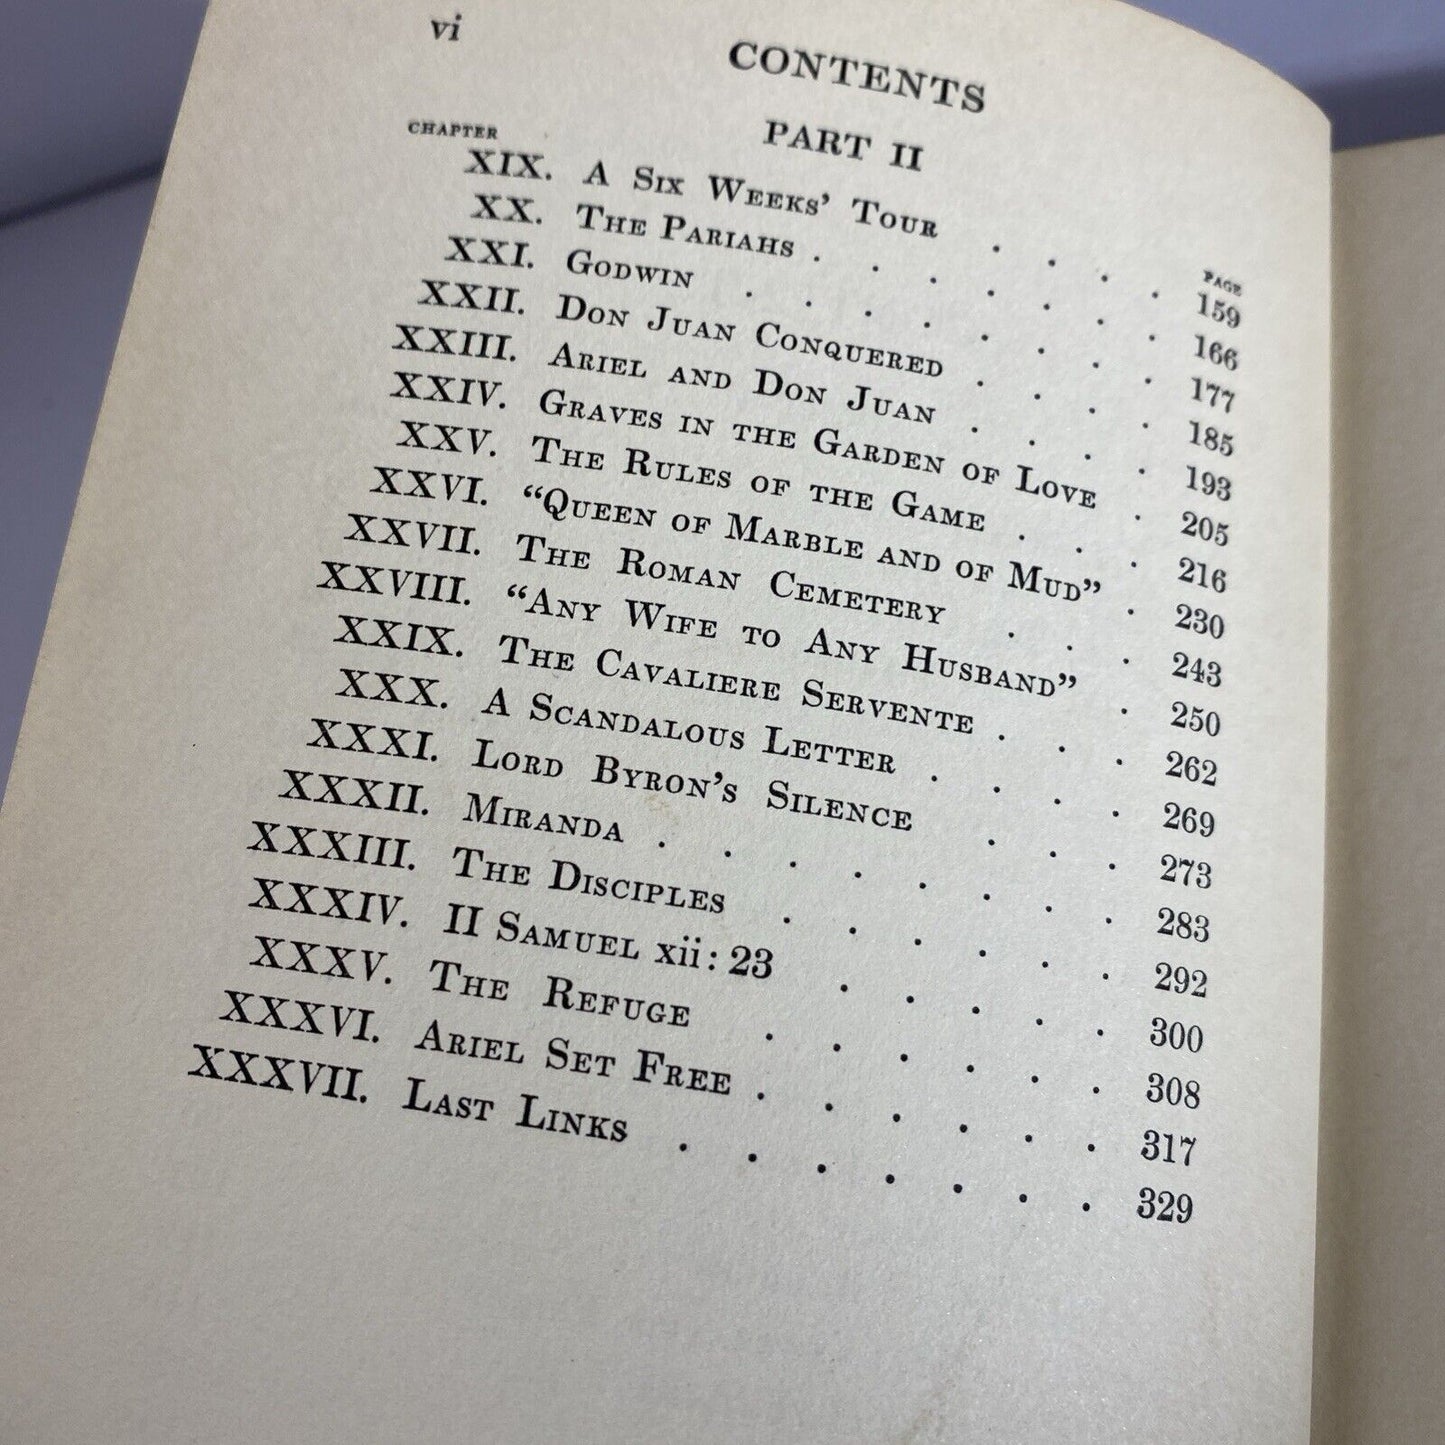 vi
CONTENTS
PART II
CHAPTER
PAGE
XIX. A Six Weeks' Tour . . . . 159
XX. The Pariahs . . . . . . . 166
XXI. Godwin . . . . . . . . 177
XXII. Don Juan Conquered . . . . 185
XXIII. Ariel and Don Juan . . . . 193
XXIV. Graves in the Garden of Love . 205
XXV. The Rules of the Game . . . 216
XXVI. "Queen of Marble and of Mud" . 230
XXVII. The Roman Cemetery . . . 243
XXVIII. "Any Wife to Any Husband" . 250
XXIX. The Cavaliere Servente . . . 262
XXX. A Scandalous Letter . . . . 269
XXXI. Lord Byron's Silence . . . 273
XXXII. Miranda . . . . . . . . 283
XXXIII. The Disciples . . . . . . 292
XXXIV. II Samuel xii: 23 . . . . . 300
XXXV. The Refuge . . . . . . 308
XXXVI. Ariel Set Free . . . . . . 317
XXXVII. Last Links . . . . . . . 329